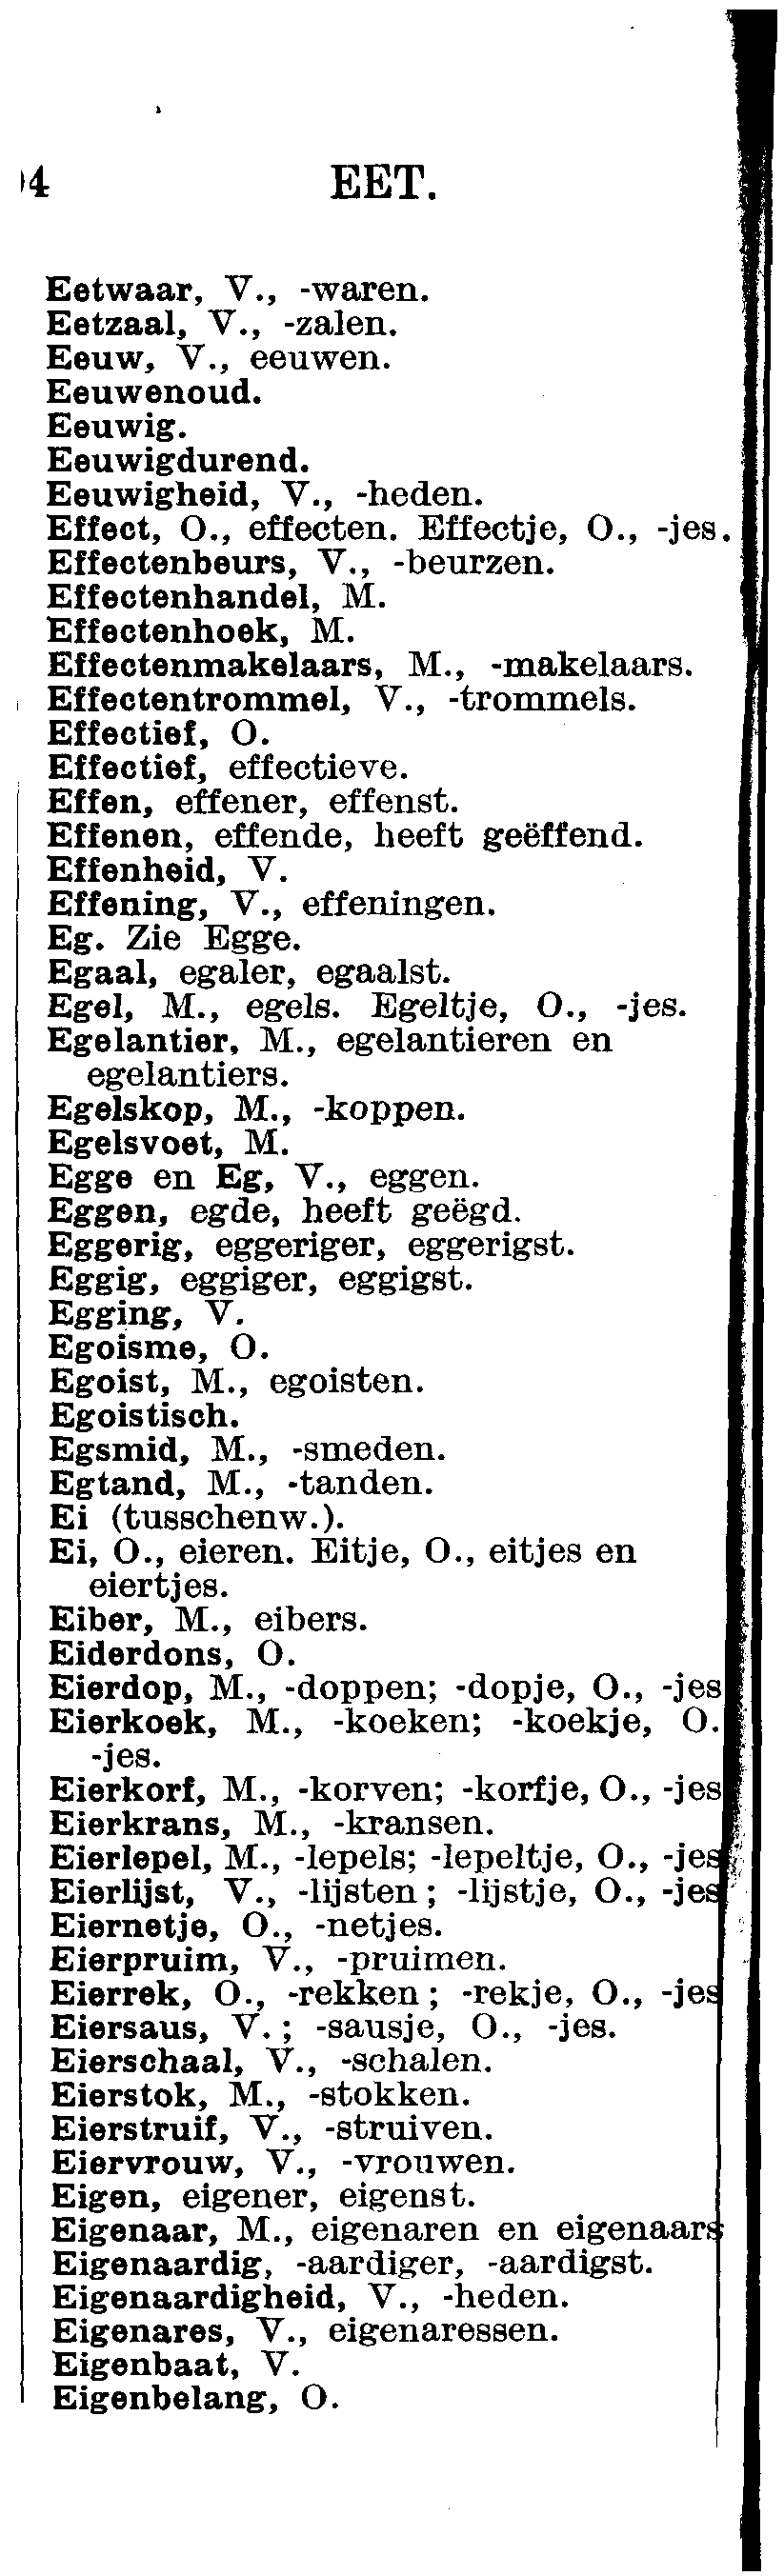 4 EET.
Eetwaar, V., -waren.
Eetzaal, V., -zalen.
Eeuw, V., eeuwen.
Eeuwenoud.
Eeuwig.
Eeuwigdurend.
Eeuwigheid, V., -heden.
Effect, O., effecten. Effectje, O., -jes.
Effectenbeurs, V., -beurzen.
Effectenhandel, M.
Effectenhoek, M.
Effectenmakelaars, M., -makelaars.
Effectentrommel, V., -trommels.
Effectief, O.
Effectief, effectieve.
Effen, effener, effenst.
Effenen, effende, heeft geëffend.
Effenheid, V.
Effening, V., effeningen.
Eg. Zie Egge.
Egaal, egaler, egaalst.
Egel, M., egels. Egeltje, O., -jes.
Egelantier, M., egelantieren en
egelantiers.
Egelskop, M., -koppen.
Egelsvoet, M.
Egge en Eg, V., eggen.
Eggen, egde, heeft geëgd.
Eggerig, eggeriger, eggerigst.
Eggig, eggiger, eggigst.
Egging, V.
Egoisme, O.
Egoist, M., egoisten.
Egoistisch.
Egsmid, M., -smeden.
Egtand, M., -tanden.
Ei (tusschenw.).
Ei, O., eieren. Eitje, O., eitjes en
eiertjes.
Eiber, M., eibers.
Eiderdons, O.
Eierdop, M., -doppen; -dopje, O., -jes
Eierkoek, M., -koeken; -koekje, O.
-jes.
Eierkorf, M., -korven; -korfje, O., -jes
Eierkrans, M., -kransen.
Eierlepel, M., -lepels; -lepeltje, O., -jes
Eierlijst, V., -lijsten; -lijstje, O., -jes
Eiernetje, O., -netjes.
Eierpruim, V., -pruimen.
Eierrek, O., -rekken; -rekje, O., -jes
Eiersaus, V.; -sausje, O., -jes.
Eierschaal, V., -schalen.
Eierstok, M., -stokken.
Eierstruif, V., -struiven.
Eiervrouw, V., -vrouwen.
Eigen, eigener, eigenst.
Eigenaar, M., eigenaren en eigenaars
Eigenaardig, -aardiger, -aardigst.
Eigenaardigheid, V., -heden.
Eigenares, V., eigenaressen.
Eigenbaat, V.
Eigenbelang, O.